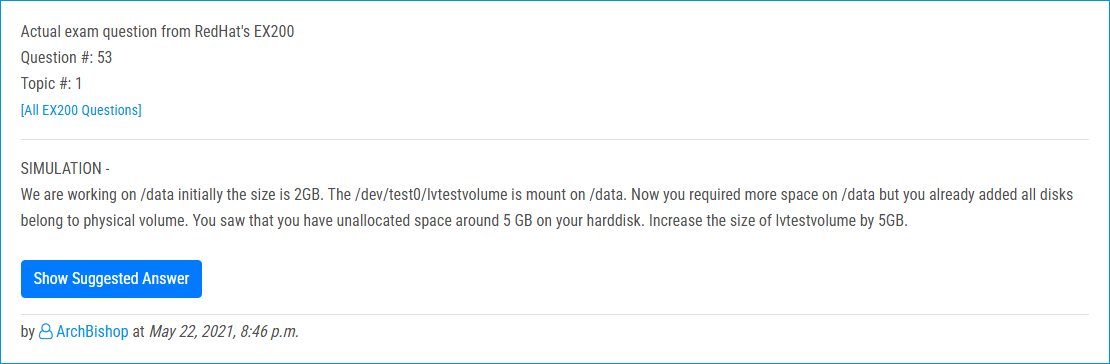 Actual exam question from RedHat's EX200
Question #: 53
Topic #: 1
[All EX200 Questions]
SIMULATION -
We are working on /data initially the size is 2GB. The /dev/test0/lvtestvolume is mount on /data. Now you required more space on /data but you already added all disks
belong to physical volume. You saw that you have unallocated space around 5 GB on your harddisk. Increase the size of lvtestvolume by 5GB.
Show Suggested Answer
by ArchBishop at May 22, 2021, 8:46 p.m.